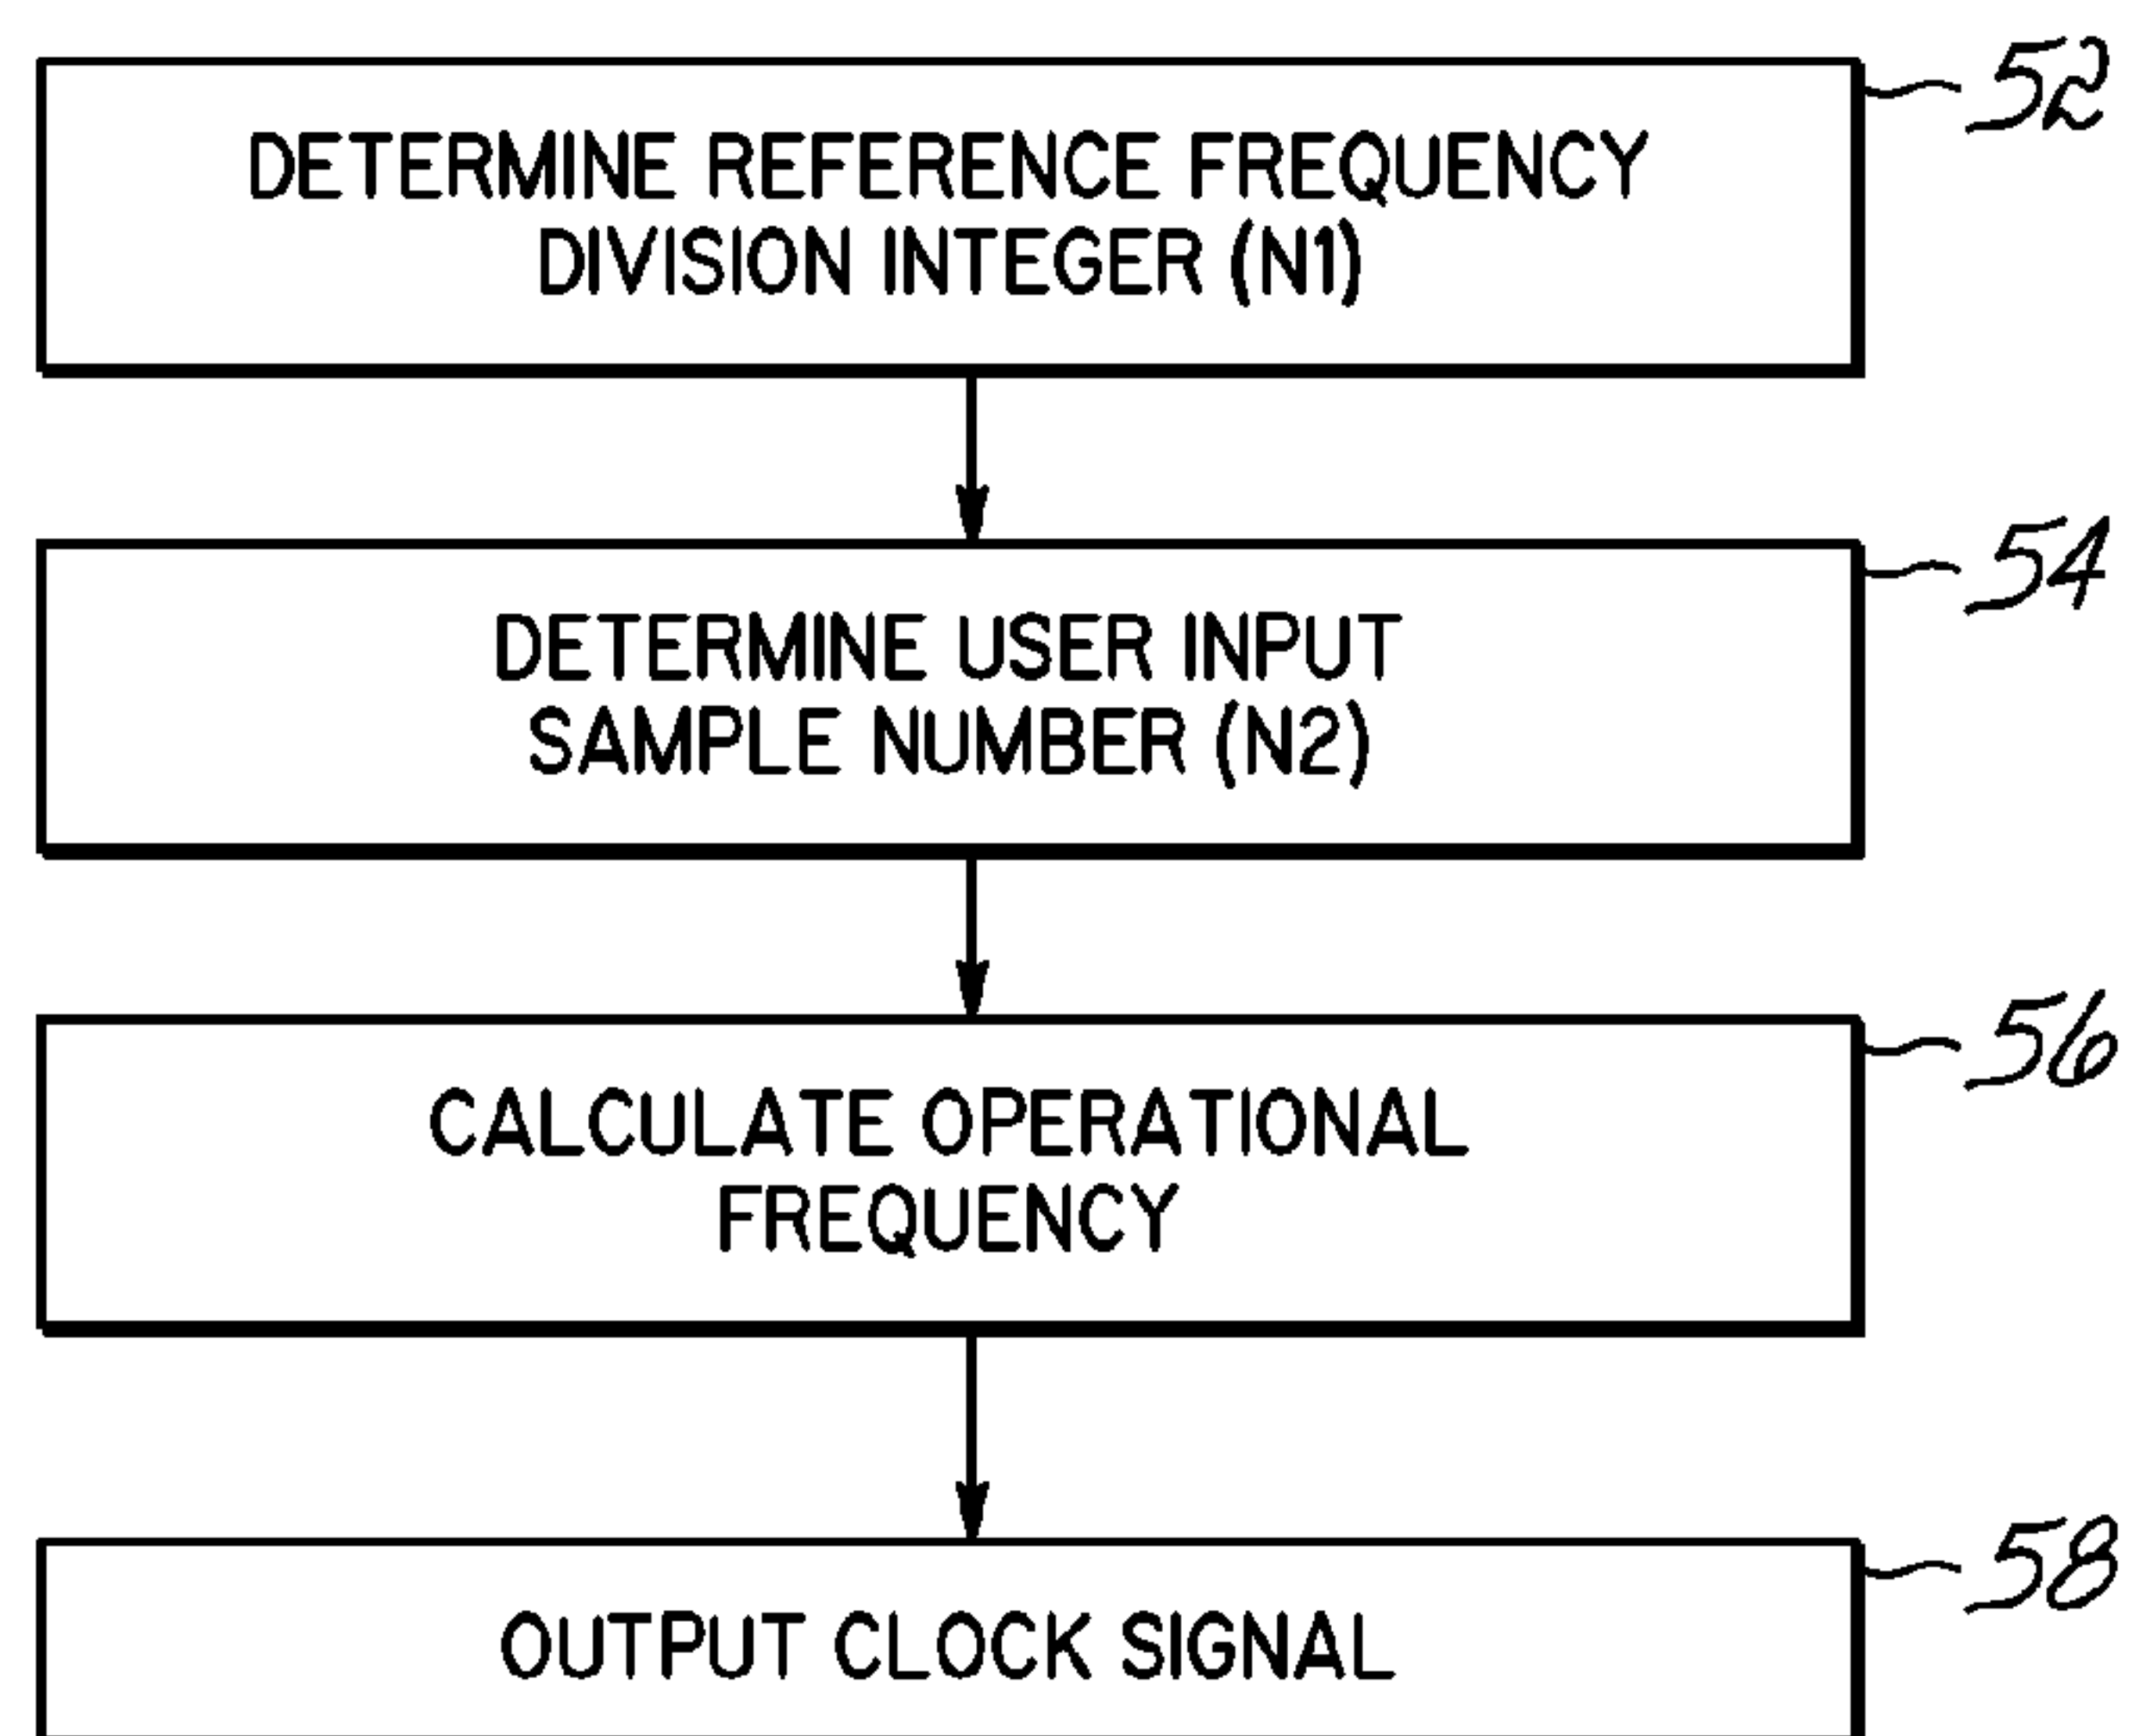 52
DETERMINE REFERENCE FREQUENCY
DIVISION INTEGER (N1)
54
DETERMINE USER INPUT
SAMPLE NUMBER (N2)
56
CALCULATE OPERATIONAL
FREQUENCY
58
OUTPUT CLOCK SIGNAL